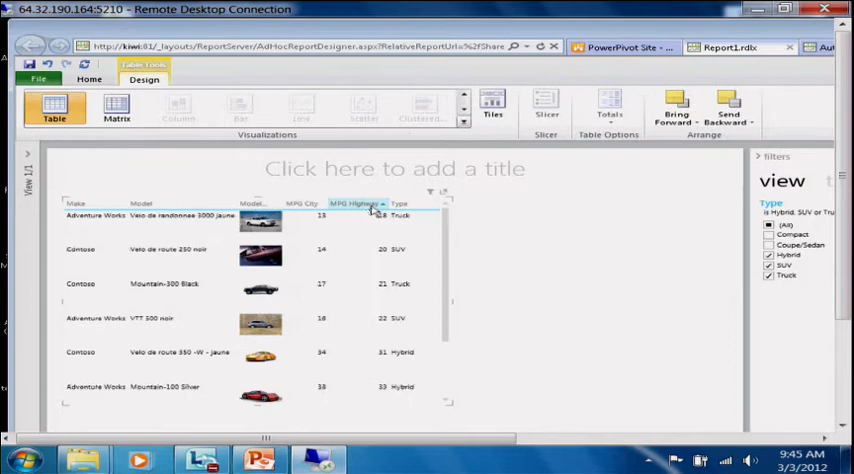 64.32.190.164:5210 - Remote Desktop Connection
http://kiwi:81/_layouts/ReportServer/AdHocReportDesigner.aspx?RelativeReportUrl=%2fShare
PowerPivot Site - ...
Report1.rdlx
Table Tools
File Home Design
Table Matrix Column Bar Line Scatter Clustered... Tiles Slicer Totals Bring Forward Send Backward
Visualizations Slicer Table Options Arrange
View 1/1
Click here to add a title
filters
view
Type
is Hybrid, SUV or
(All)
Compact
Coupe/Sedan
Hybrid
SUV
Truck
Make Model Model... MPG City MPG Highway Type
Adventure Works Velo de randonnee 3000 jaune 13 18 Truck
Contoso Velo de route 250 noir 14 20 SUV
Contoso Mountain-300 Black 17 21 Truck
Adventure Works VTT 500 noir 16 22 SUV
Contoso Velo de route 350 -W - jaune 34 31 Hybrid
Adventure Works Mountain-100 Silver 33 33 Hybrid
9:45 AM
3/3/2012